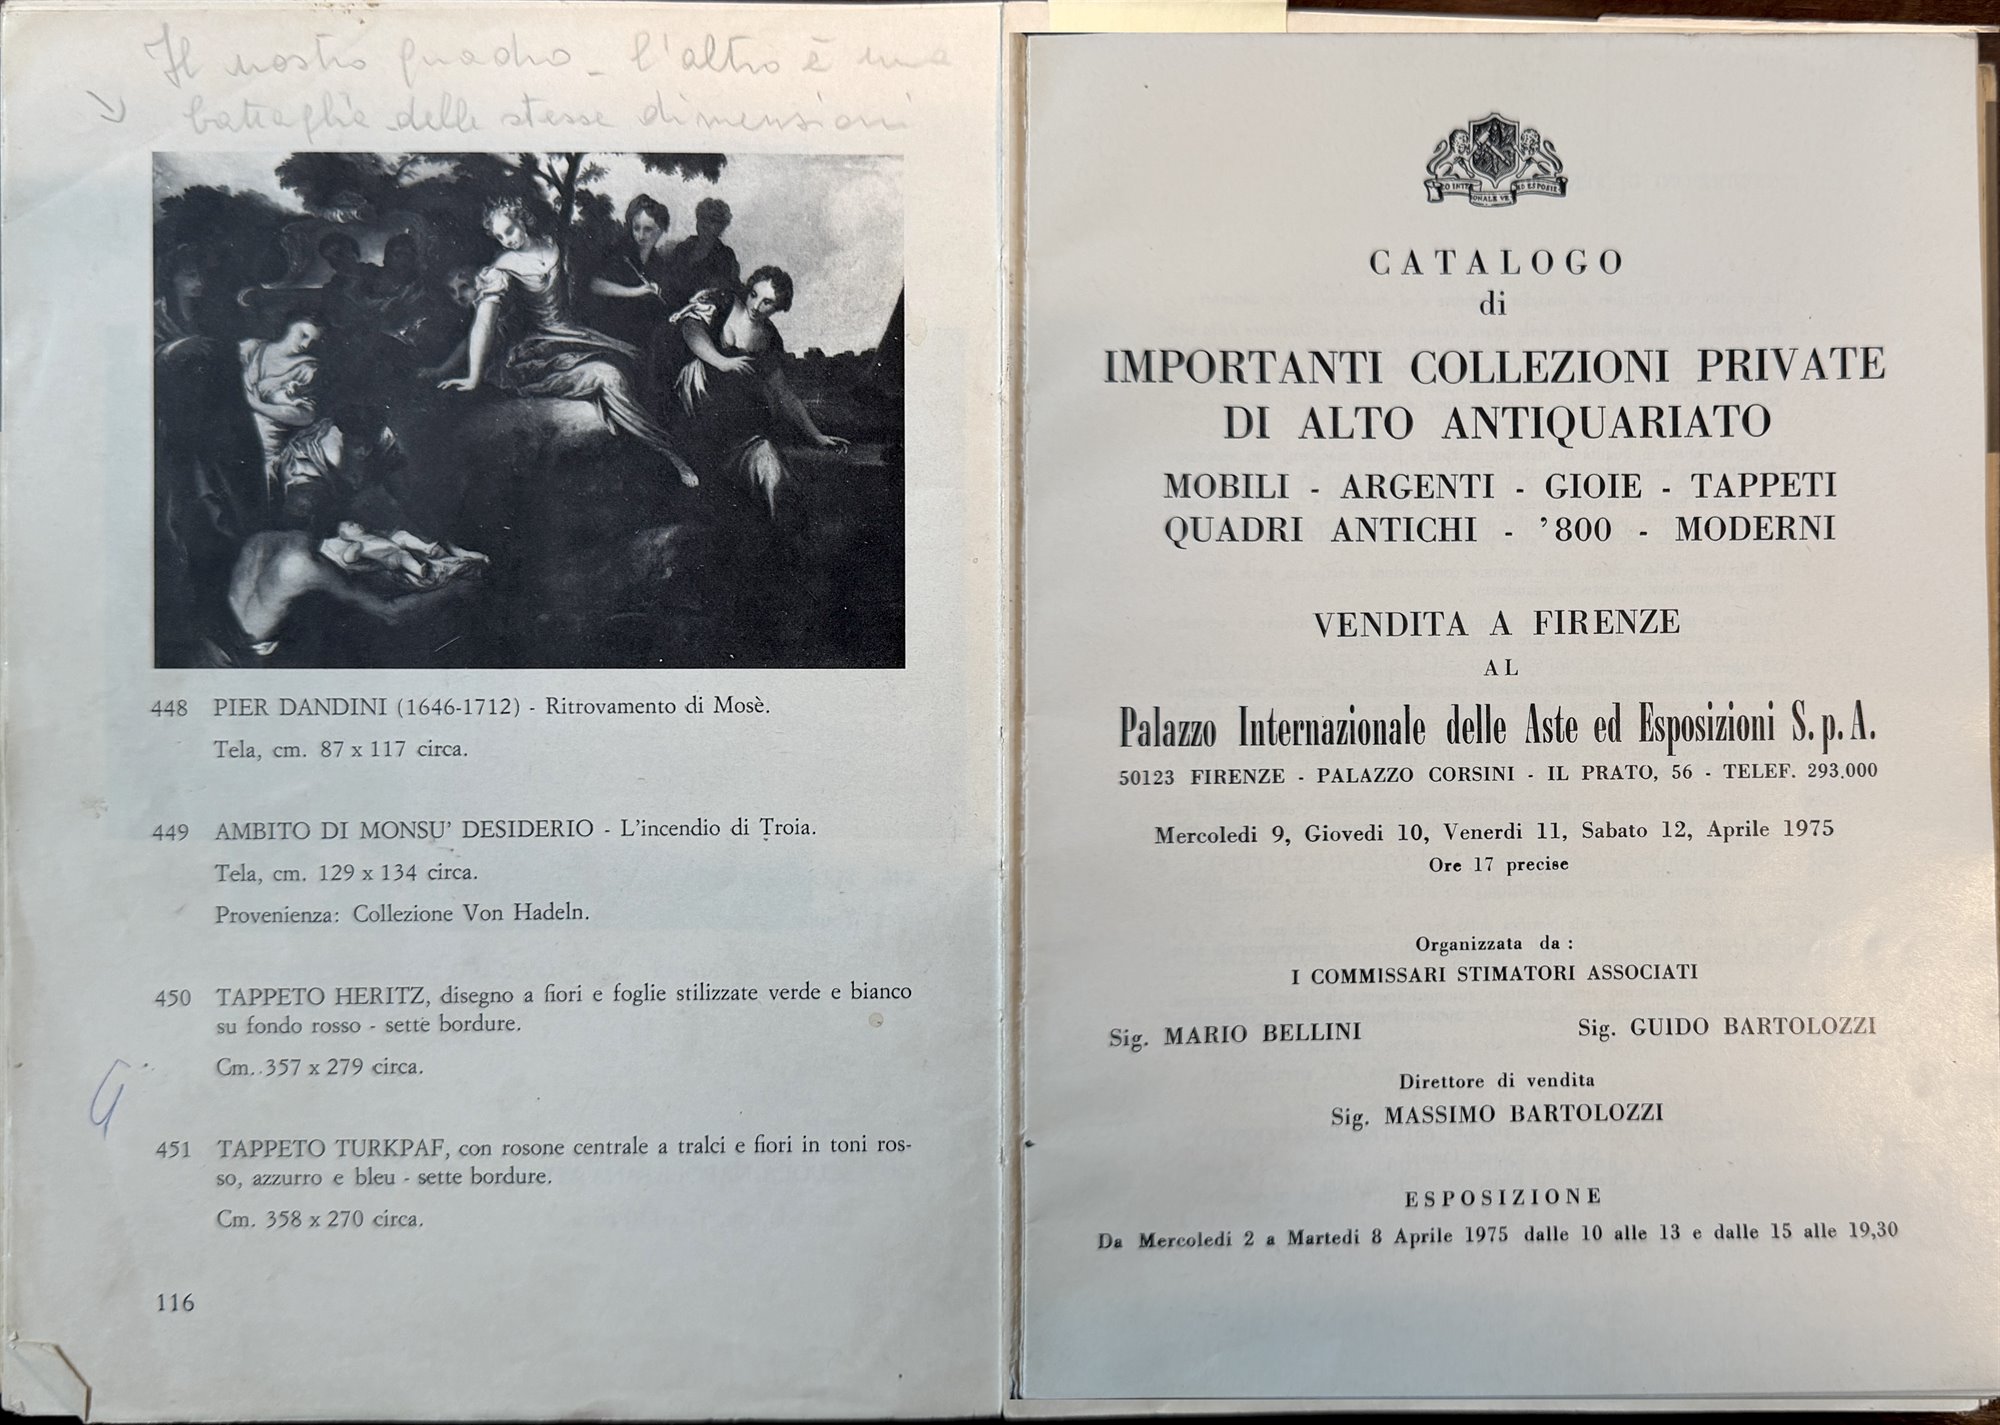 Il nostro quadro - l'altro è una
battaglia delle stesse dimensioni
448 PIER DANDINI (1646-1712) - Ritrovamento di Mosè.
Tela, cm. 87 x 117 circa.
449 AMBITO DI MONSU' DESIDERIO - L'incendio di Troia.
Tela, cm. 129 x 134 circa.
Provenienza: Collezione Von Hadeln.
450 TAPPETO HERITZ, disegno a fiori e foglie stilizzate verde e bianco
su fondo rosso - sette bordure.
Cm. 357 x 279 circa.
451 TAPPETO TURKPAF, con rosone centrale a tralci e fiori in toni ros-
so, azzurro e bleu - sette bordure.
Cm. 358 x 270 circa.
116
CATALOGO
di
IMPORTANTI COLLEZIONI PRIVATE
DI ALTO ANTIQUARIATO
MOBILI - ARGENTI - GIOIE - TAPPETI
QUADRI ANTICHI - '800 - MODERNI
VENDITA A FIRENZE
AL
Palazzo Internazionale delle Aste ed Esposizioni S.p.A.
50123 FIRENZE - PALAZZO CORSINI - IL PRATO, 56 - TELEF. 293.000
Mercoledì 9, Giovedì 10, Venerdì 11, Sabato 12, Aprile 1975
Ore 17 precise
Organizzata da :
I COMMISSARI STIMATORI ASSOCIATI
Sig. MARIO BELLINI Sig. GUIDO BARTOLOZZI
Direttore di vendita
Sig. MASSIMO BARTOLOZZI
ESPOSIZIONE
Da Mercoledì 2 a Martedì 8 Aprile 1975 dalle 10 alle 13 e dalle 15 alle 19,30